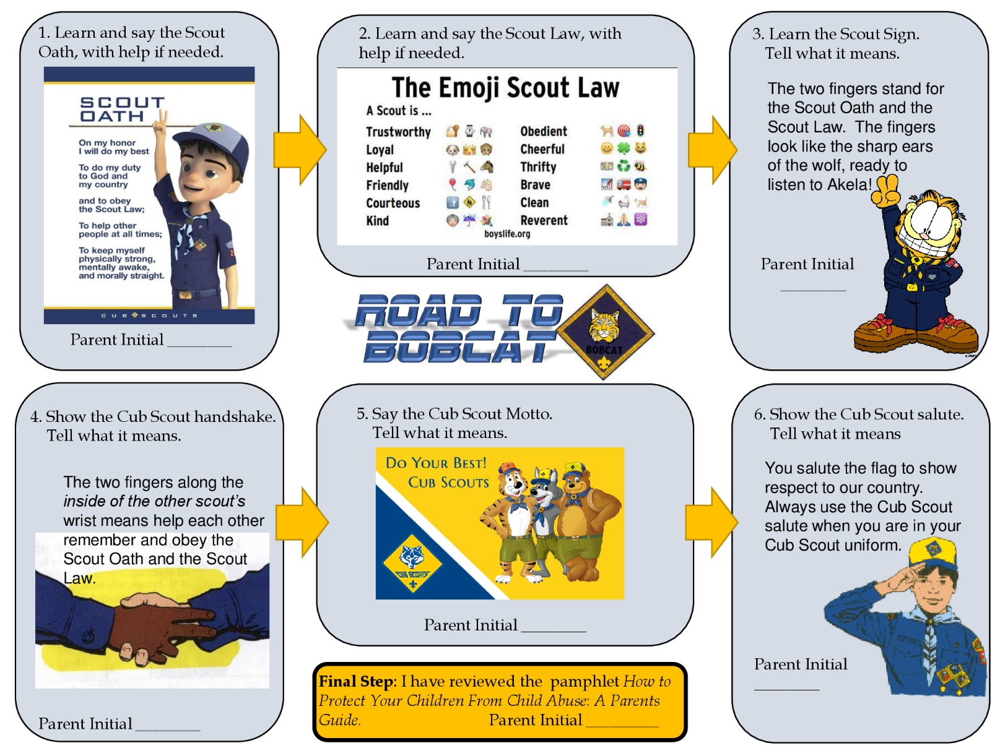 1. Learn and say the Scout
Oath, with help if needed.
SCOUT
OATH
On my honor
I will do my best
To do my duty
to God and
my country
and to obey
the Scout Law;
To help other
people at all times;
To keep myself
physically strong,
mentally awake,
and morally straight.
CUB SCOUTS
Parent Initial ________
2. Learn and say the Scout Law, with
help if needed.
The Emoji Scout Law
A Scout is ...
Trustworthy
Loyal
Helpful
Friendly
Courteous
Kind
Obedient
Cheerful
Thrifty
Brave
Clean
Reverent
boyslife.org
Parent Initial ________
3. Learn the Scout Sign.
Tell what it means.
The two fingers stand for
the Scout Oath and the
Scout Law. The fingers
look like the sharp ears
of the wolf, ready to
listen to Akela!
Parent Initial
________
ROAD TO
BOBCAT
BOBCAT
4. Show the Cub Scout handshake.
Tell what it means.
The two fingers along the
inside of the other scout's
wrist means help each other
remember and obey the
Scout Oath and the Scout
Law.
Parent Initial ________
5. Say the Cub Scout Motto.
Tell what it means.
DO YOUR BEST!
CUB SCOUTS
CUB SCOUTS
Parent Initial ________
6. Show the Cub Scout salute.
Tell what it means
You salute the flag to show
respect to our country.
Always use the Cub Scout
salute when you are in your
Cub Scout uniform.
Parent Initial
________
Final Step: I have reviewed the pamphlet How to
Protect Your Children From Child Abuse: A Parents
Guide. Parent Initial _________